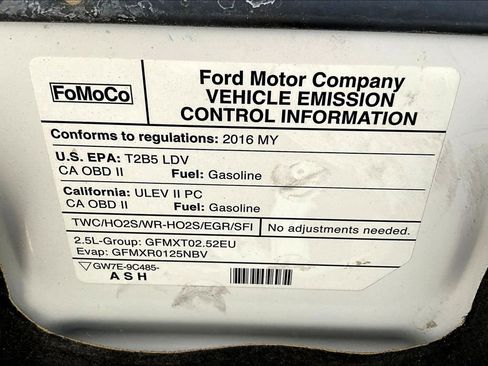 FoMoCo
Ford Motor Company
VEHICLE EMISSION
CONTROL INFORMATION
Conforms to regulations: 2016 MY
U.S. EPA: T2B5 LDV
CA OBD II Fuel: Gasoline
California: ULEV II PC
CA OBD II Fuel: Gasoline
TWC/HO2S/WR-HO2S/EGR/SFI No adjustments needed.
2.5L-Group: GFMXT02.52EU
Evap: GFMXR0125NBV
GW7E-9C485-
ASH